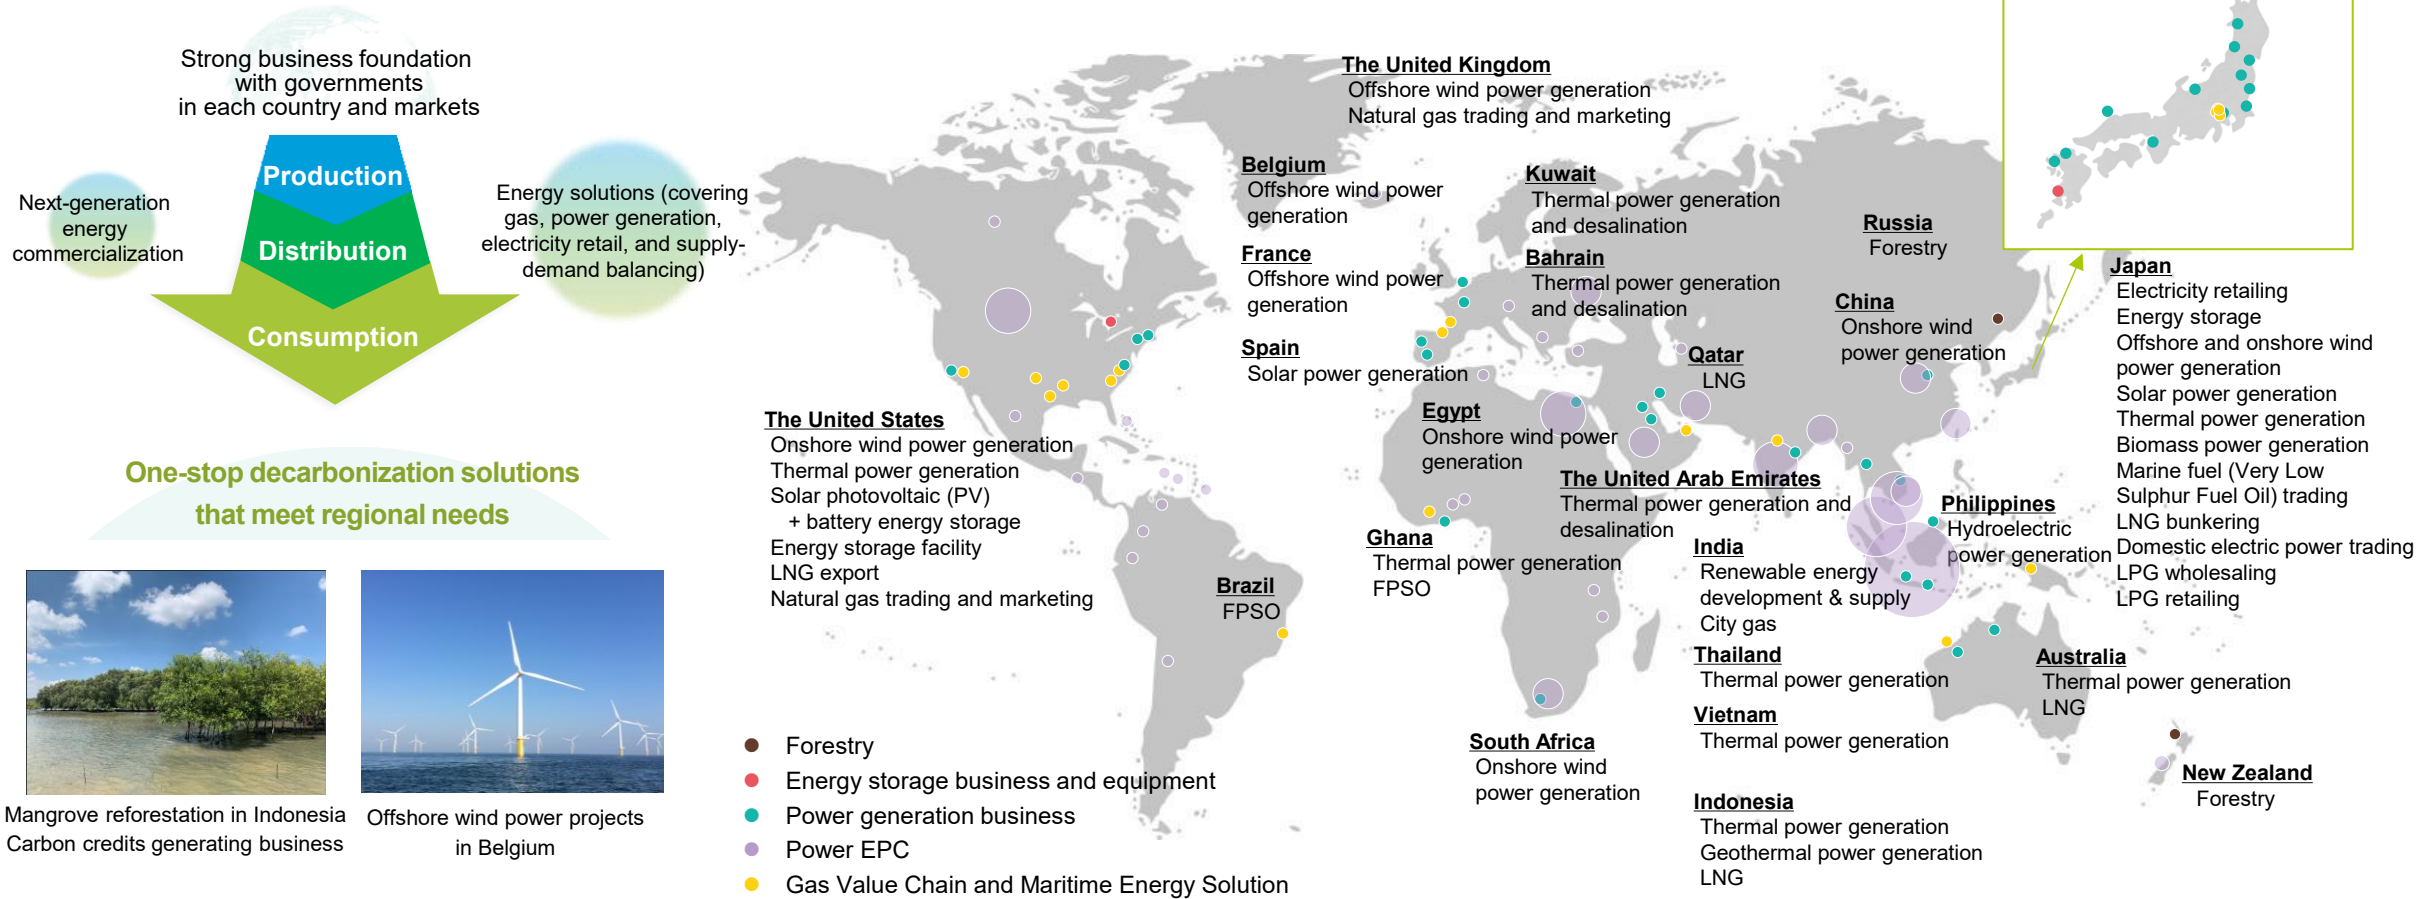 Strong business foundation
with governments
in each country and markets
Production
Distribution
Consumption
Next-generation
energy
commercialization
Energy solutions (covering
gas, power generation,
electricity retail, and supply-
demand balancing)
One-stop decarbonization solutions
that meet regional needs
Mangrove reforestation in Indonesia
Carbon credits generating business
Offshore wind power projects
in Belgium
The United States
Onshore wind power generation
Thermal power generation
Solar photovoltaic (PV)
+ battery energy storage
Energy storage facility
LNG export
Natural gas trading and marketing
Brazil
FPSO
The United Kingdom
Offshore wind power generation
Natural gas trading and marketing
Belgium
Offshore wind power
generation
France
Offshore wind power
generation
Spain
Solar power generation
Kuwait
Thermal power generation
and desalination
Bahrain
Thermal power generation
and desalination
Qatar
LNG
Egypt
Onshore wind power
generation
The United Arab Emirates
Thermal power generation and
desalination
Ghana
Thermal power generation
FPSO
South Africa
Onshore wind
power generation
Russia
Forestry
China
Onshore wind
power generation
India
Renewable energy
development & supply
City gas
Thailand
Thermal power generation
Vietnam
Thermal power generation
Indonesia
Thermal power generation
Geothermal power generation
LNG
Philippines
Hydroelectric
power generation
Japan
Electricity retailing
Energy storage
Offshore and onshore wind
power generation
Solar power generation
Thermal power generation
Biomass power generation
Marine fuel (Very Low
Sulphur Fuel Oil) trading
LNG bunkering
Domestic electric power trading
LPG wholesaling
LPG retailing
Australia
Thermal power generation
LNG
New Zealand
Forestry
Forestry
Energy storage business and equipment
Power generation business
Power EPC
Gas Value Chain and Maritime Energy Solution